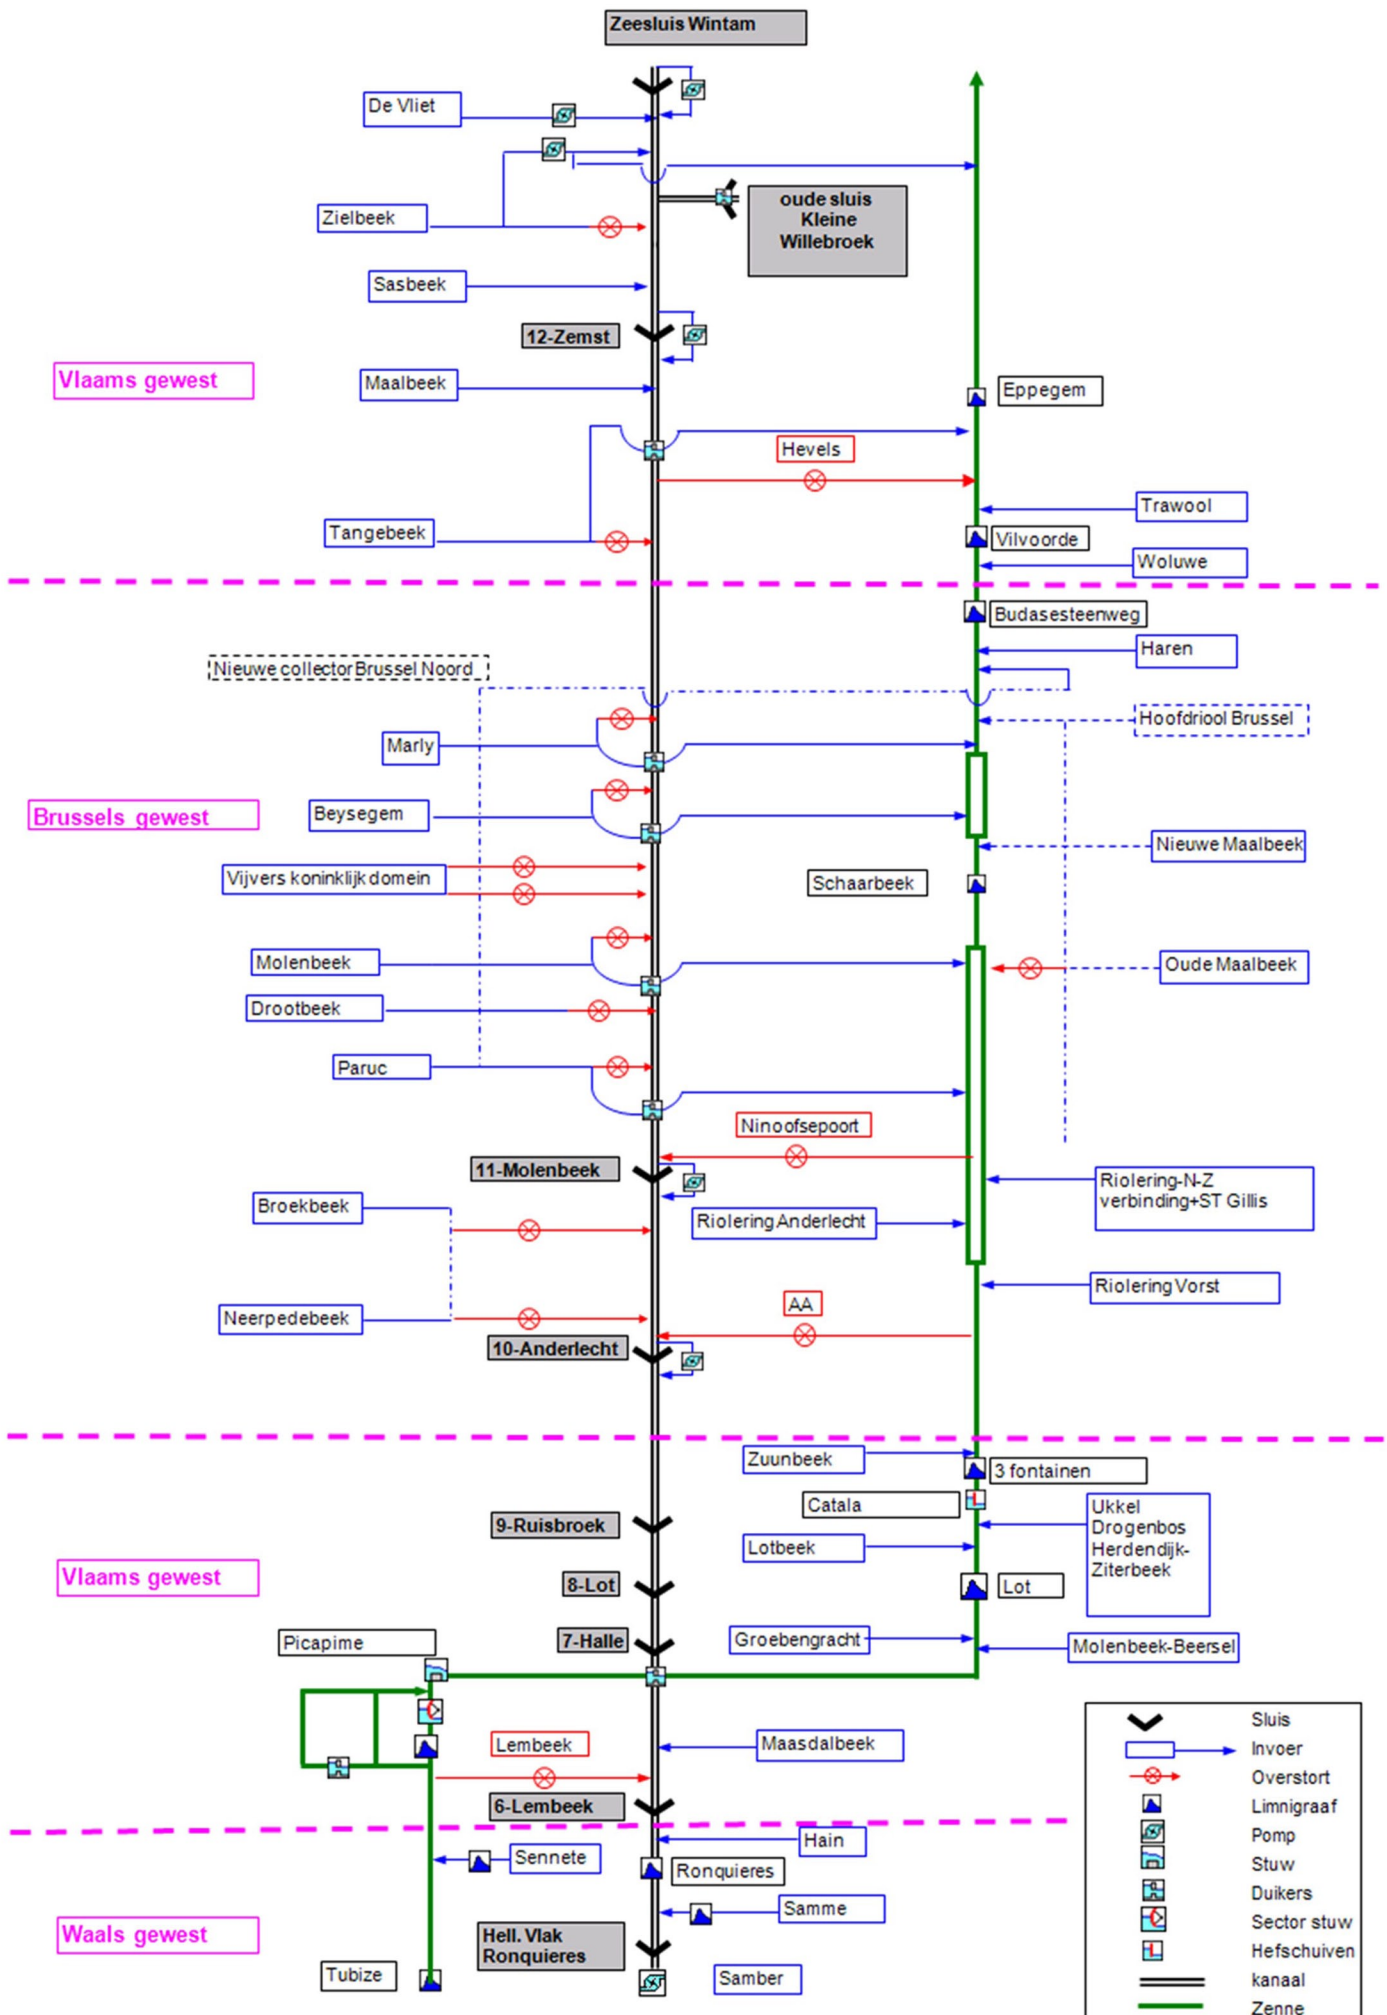 Zeesluis Wintam
De Vliet
oude sluis
Kleine
Willebroek
Zielbeek
Sasbeek
12-Zemst
Vlaams gewest
Maalbeek
Eppegem
Hevels
Trawool
Tangebeek
Vilvoorde
Woluwe
Budasesteenweg
Haren
Nieuwe collector Brussel Noord
Hoofdriool Brussel
Marly
Brussels gewest
Beysegem
Nieuwe Maalbeek
Vijvers koninklijk domein
Schaarbeek
Molenbeek
Oude Maalbeek
Drootbeek
Paruc
Ninoofsepoort
11-Molenbeek
Riolering-N-Z
verbinding+ST Gillis
Broekbeek
Riolering Anderlecht
Riolering Vorst
Neerpedebeek
AA
10-Anderlecht
Zuunbeek
3 fontainen
Catala
Ukkel
Drogenbos
Herdendijk-
Ziterbeek
9-Ruisbroek
Lotbeek
Vlaams gewest
8-Lot
Lot
Picapime
7-Halle
Groebengracht
Molenbeek-Beersel
Lembeek
Maasdalbeek
6-Lembeek
Hain
Sennete
Ronquieres
Samme
Waals gewest
Hell. Vlak
Ronquieres
Tubize
Samber
Sluis
Invoer
Overstort
Limnigraaf
Pomp
Stuw
Duikers
Sector stuw
Hefschuiven
kanaal
Zenne